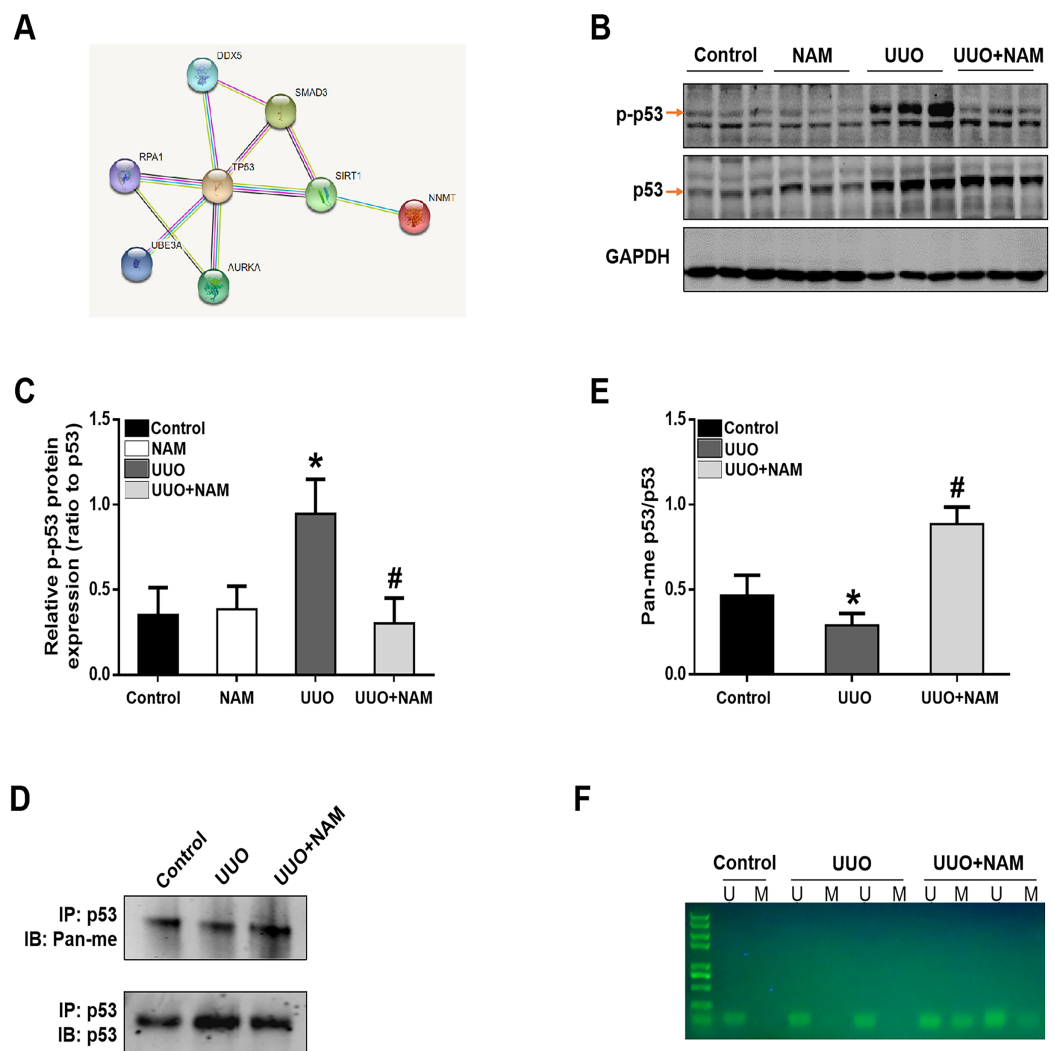 A
DDX5
SMAD3
RPA1
TP53
SIRT1
NNMT
UBE3A
AURKA
B
Control NAM UUO UUO+NAM
p-p53
p53
GAPDH
C
Relative p-p53 protein
expression (ratio to p53)
1.5
1.0
0.5
0.0
Control
NAM
UUO
UUO+NAM
*
#
Control NAM UUO UUO+NAM
E
Pan-me p53/p53
1.5
1.0
0.5
0.0
Control
UUO
UUO+NAM
*
#
Control UUO UUO+NAM
D
Control UUO UUO+NAM
IP: p53
IB: Pan-me
IP: p53
IB: p53
F
Control UUO UUO+NAM
U M U M U M U M U M